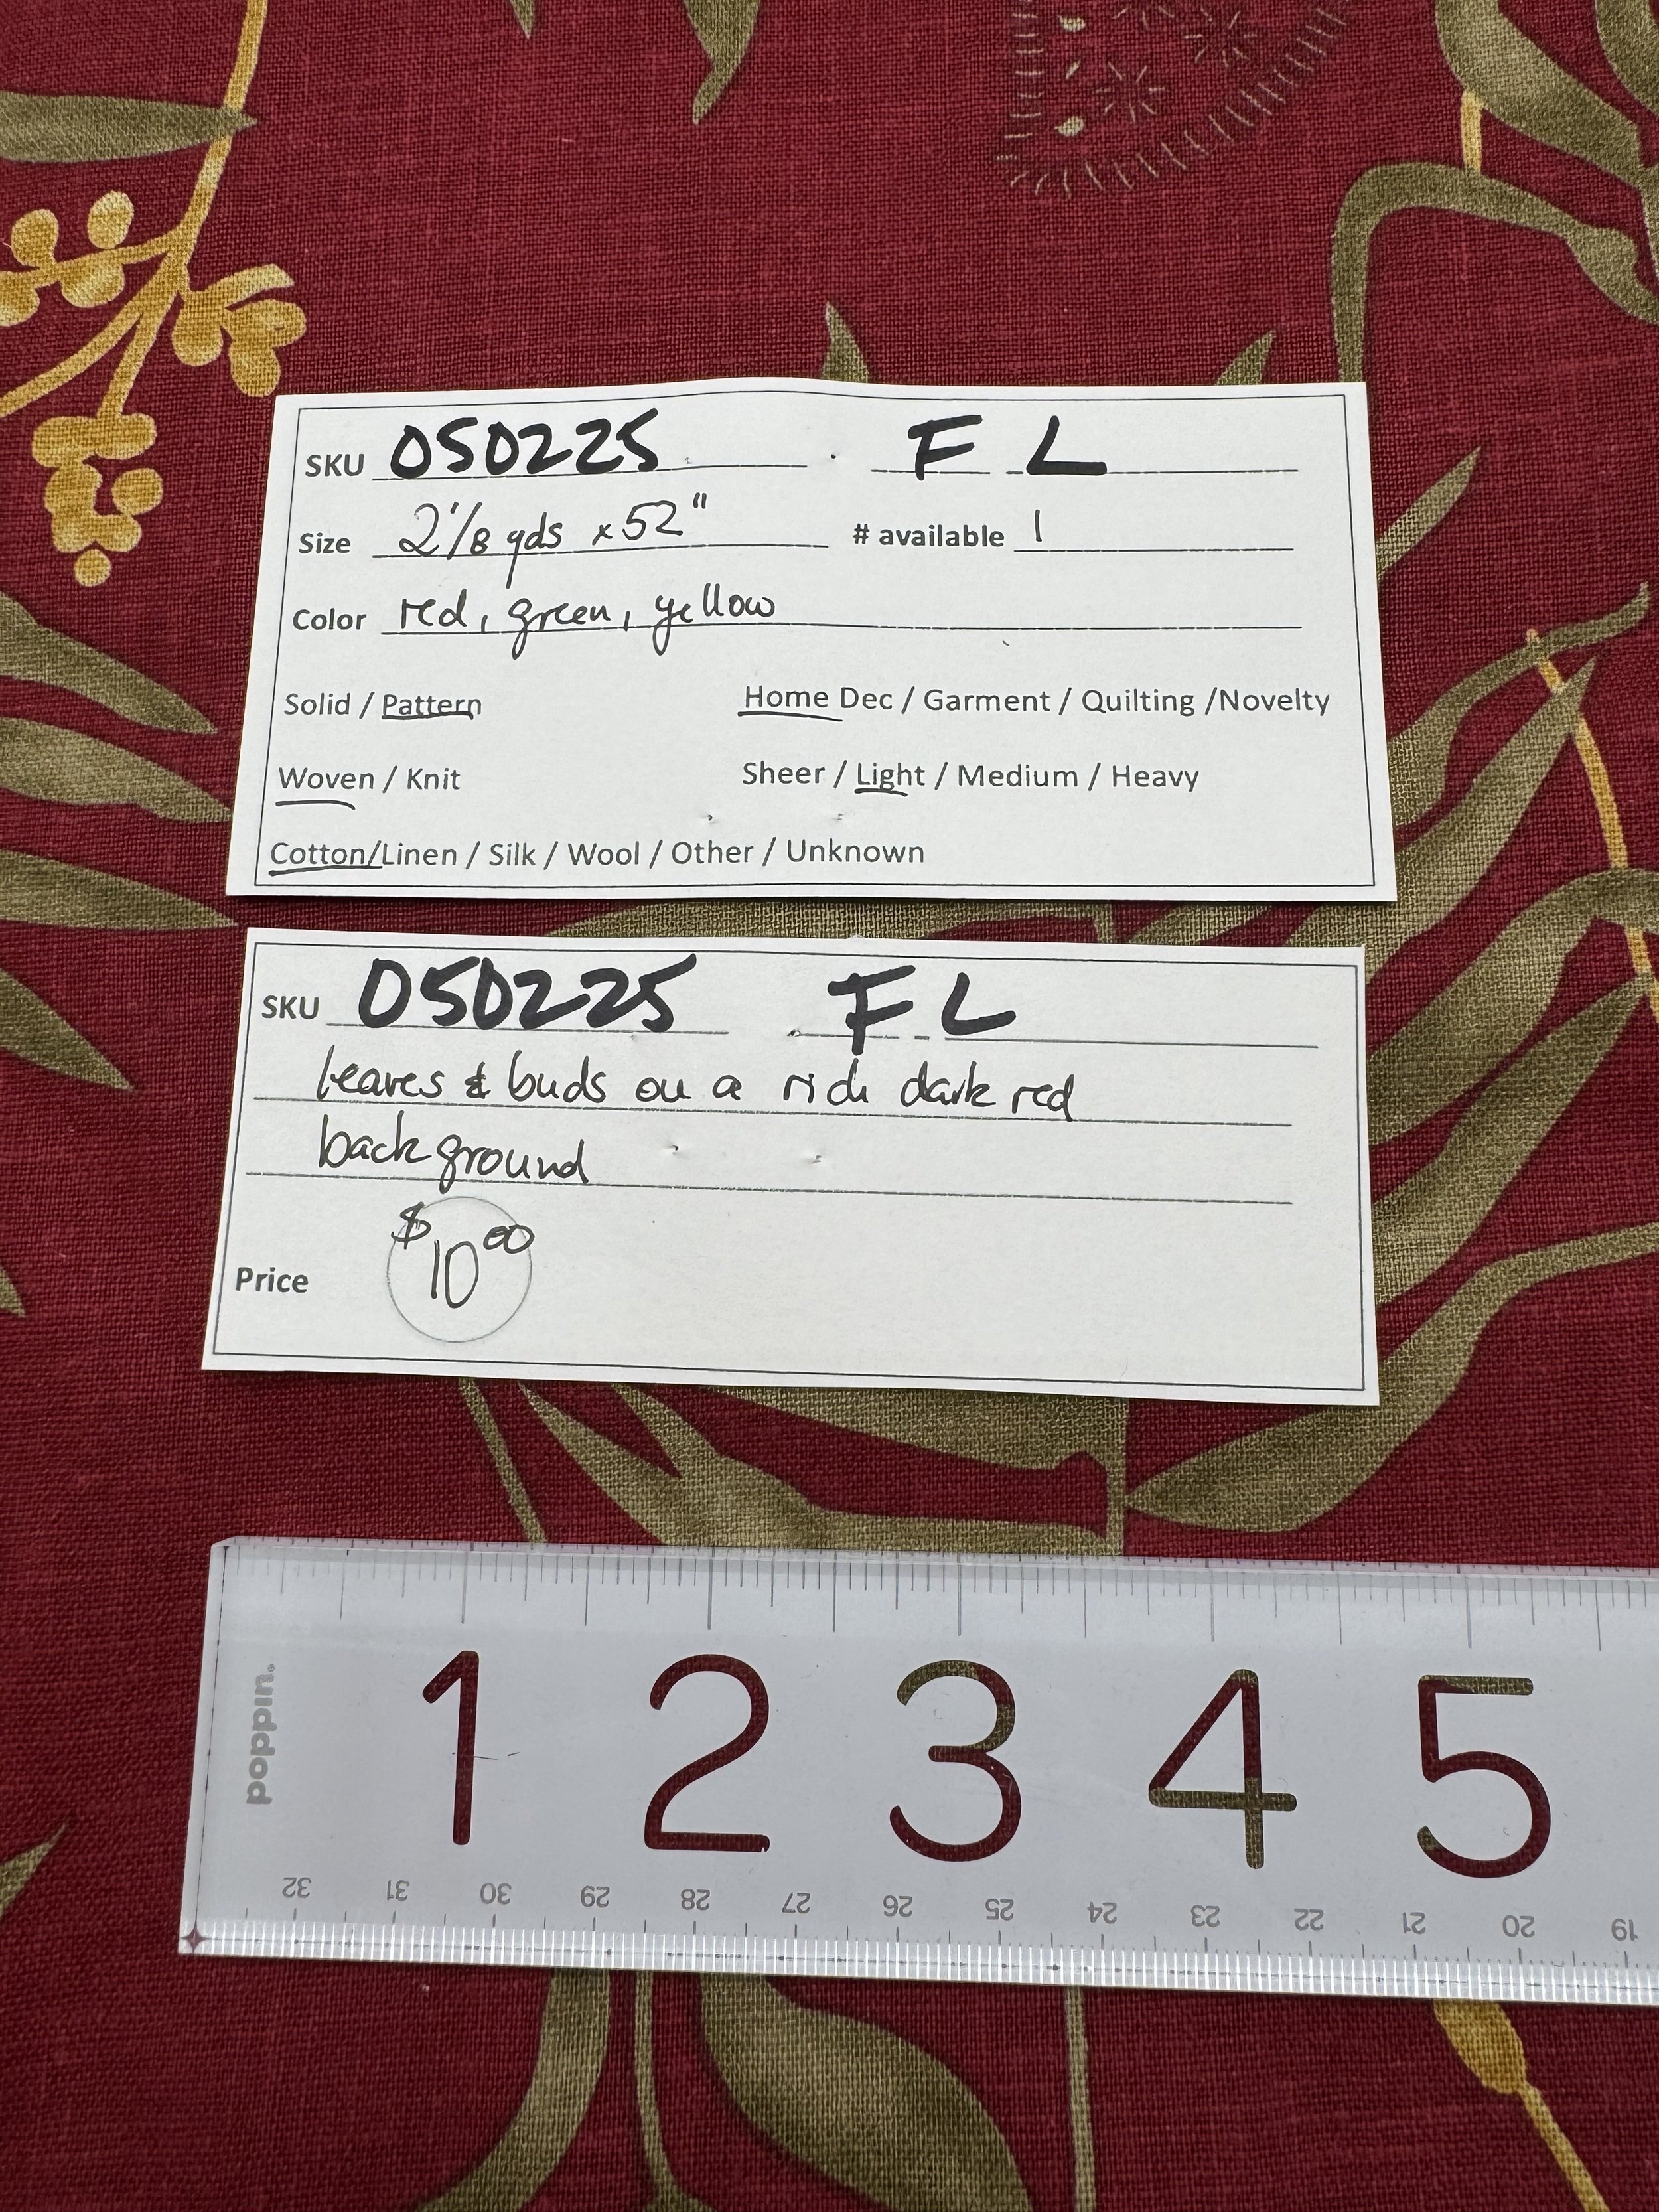 SKU 050225 F L
Size 2 1/8 yds x 52" # available 1
Color red, green, yellow
Solid / Pattern Home Dec / Garment / Quilting /Novelty
Woven / Knit Sheer / Light / Medium / Heavy
Cotton/Linen / Silk / Wool / Other / Unknown
SKU 050225 F L
leaves & buds on a rich dark red
background
Price $10 00
poppin.
1 2 3 4 5
32 31 30 29 28 27 26 25 24 23 22 21 20 19